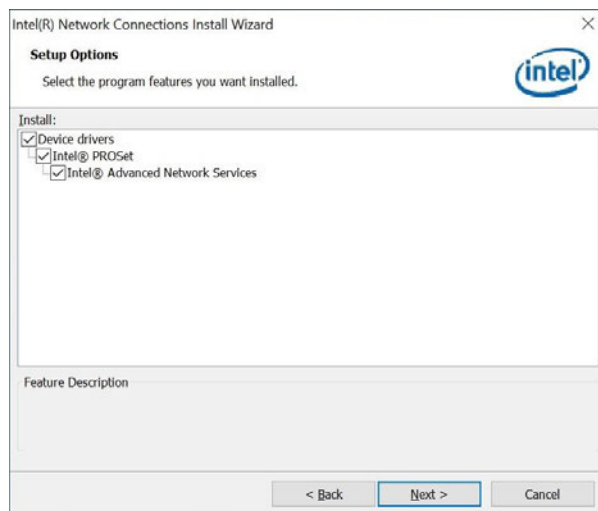 Intel(R) Network Connections Install Wizard
Setup Options
Select the program features you want installed.
intel
Install:
Device drivers
Intel® PROSet
Intel® Advanced Network Services
Feature Description
< Back
Next >
Cancel